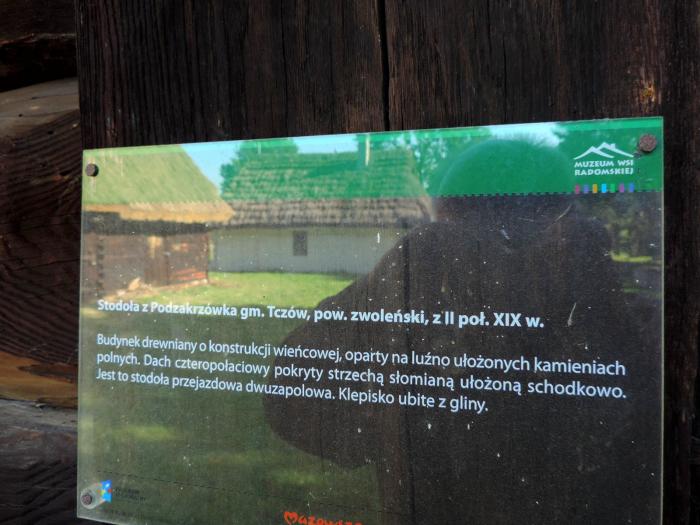 MUZEUM WSI
RADOMSKIEJ
Stodoła z Podzakrzówka gm. Tczów, pow. zwoleński, z II poł. XIX w.
Budynek drewniany o konstrukcji wieńcowej, oparty na luźno ułożonych kamieniach
polnych. Dach czteropołaciowy pokryty strzechą słomianą ułożoną schodkowo.
Jest to stodoła przejazdowa dwuzapolowa. Klepisko ubite z gliny.